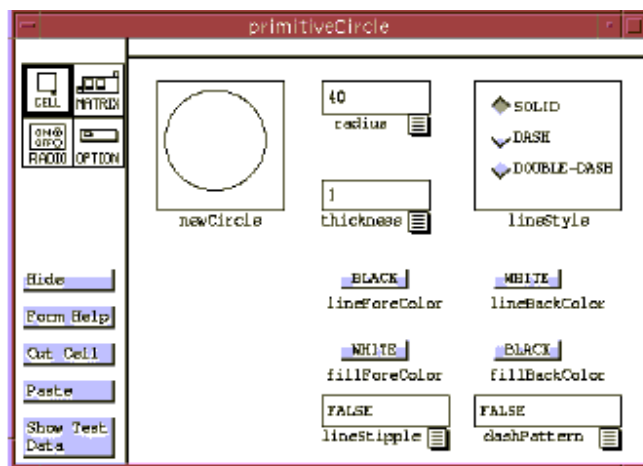 primitiveCircle
CELL
MATRIX
ON
OFF
RADIO
OPTION
Hide
Form Help
Cut Cell
Paste
Show Test
Data
newCircle
40
radius
1
thickness
SOLID
DASH
DOUBLE-DASH
lineStyle
BLACK
lineForeColor
WHITE
lineBackColor
WHITE
fillForeColor
BLACK
fillBackColor
FALSE
lineStipple
FALSE
dashPattern